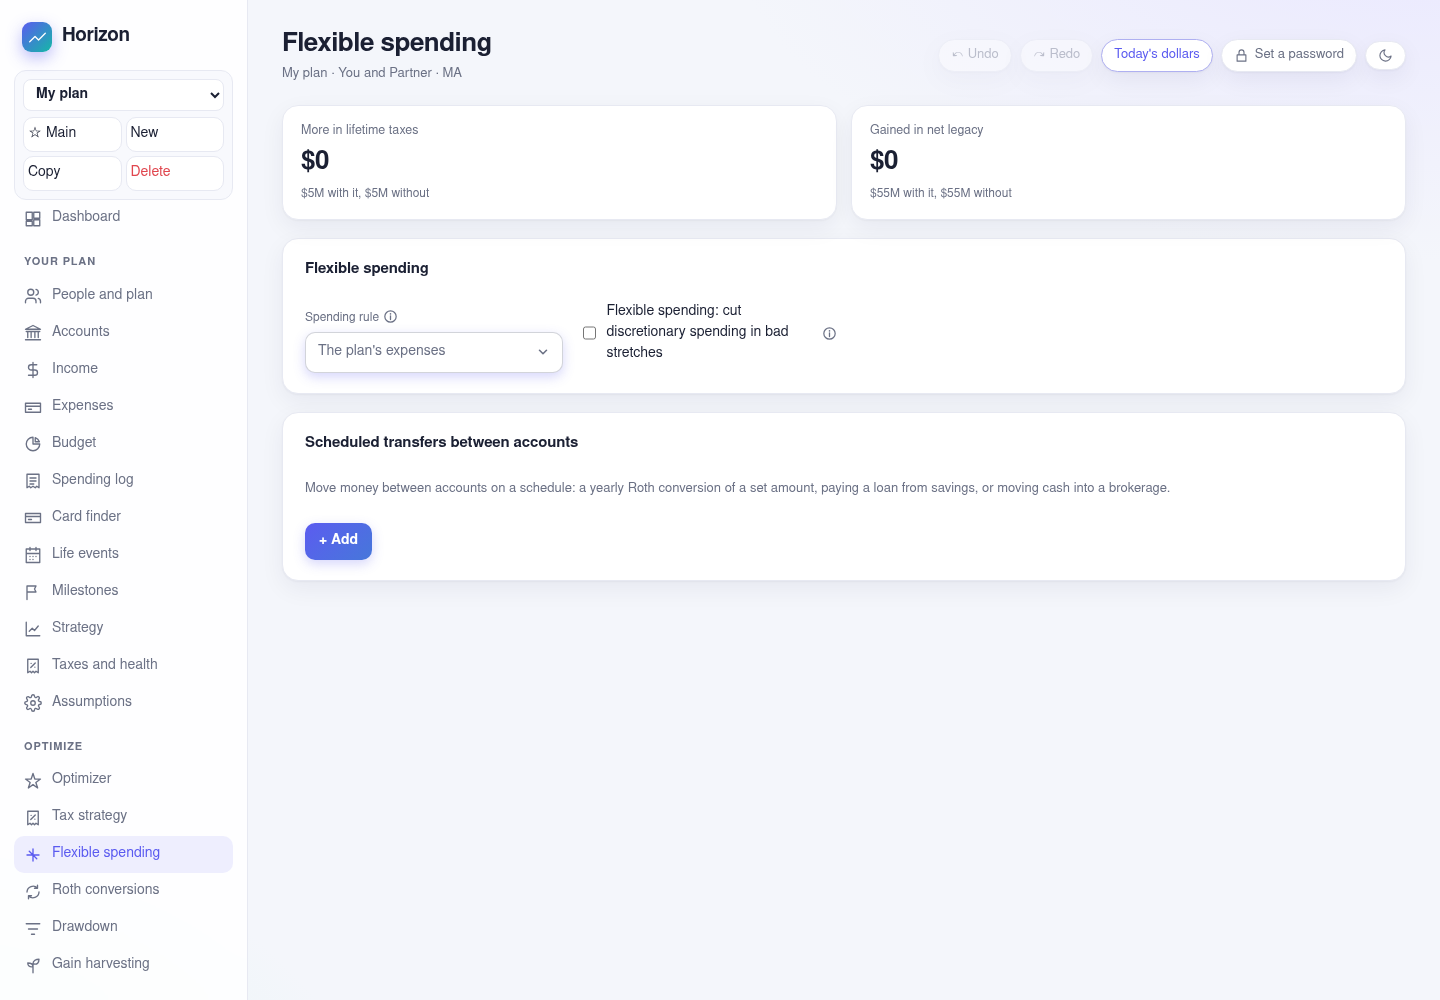 Horizon
My plan
☆ Main
New
Copy
Delete
Dashboard
YOUR PLAN
People and plan
Accounts
Income
Expenses
Budget
Spending log
Card finder
Life events
Milestones
Strategy
Taxes and health
Assumptions
OPTIMIZE
Optimizer
Tax strategy
Flexible spending
Roth conversions
Drawdown
Gain harvesting
Flexible spending
My plan · You and Partner · MA
Undo
Redo
Today's dollars
Set a password
More in lifetime taxes
$0
$5M with it, $5M without
Gained in net legacy
$0
$55M with it, $55M without
Flexible spending
Spending rule
The plan's expenses
Flexible spending: cut
discretionary spending in bad
stretches
Scheduled transfers between accounts
Move money between accounts on a schedule: a yearly Roth conversion of a set amount, paying a loan from savings, or moving cash into a brokerage.
+ Add